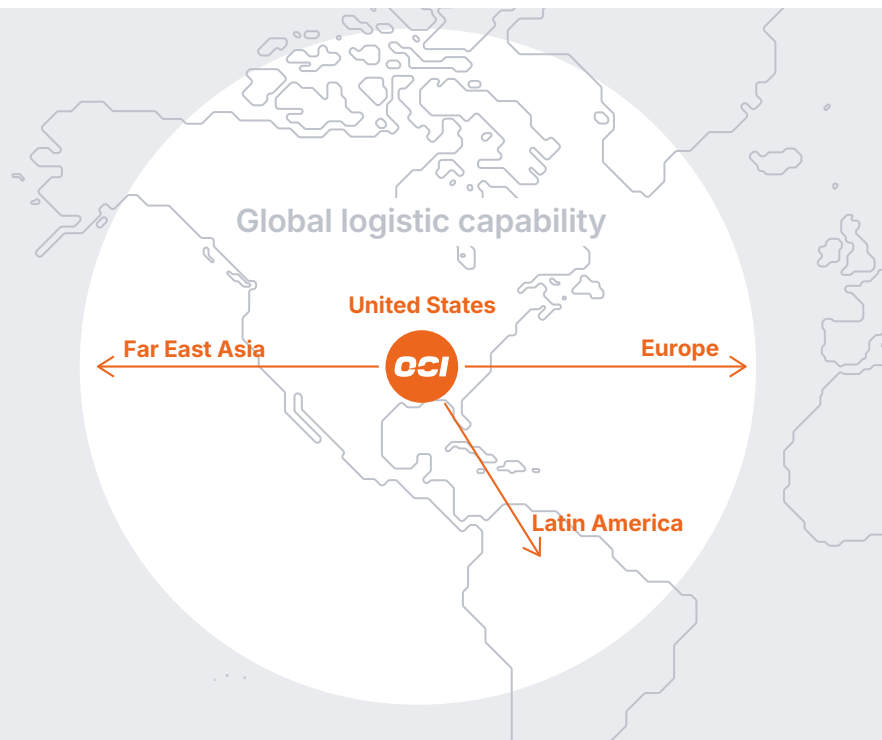 Global logistic capability
United States
Far East Asia
Europe
OCI
Latin America